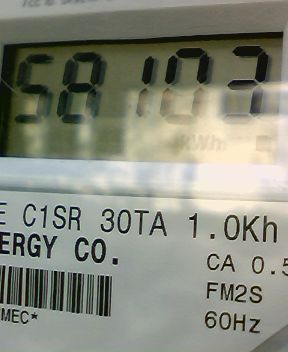 58103
kWh
E C1SR 30TA 1.0Kh
ERGY CO.
CA 0.5
FM2S
MEC*
60Hz